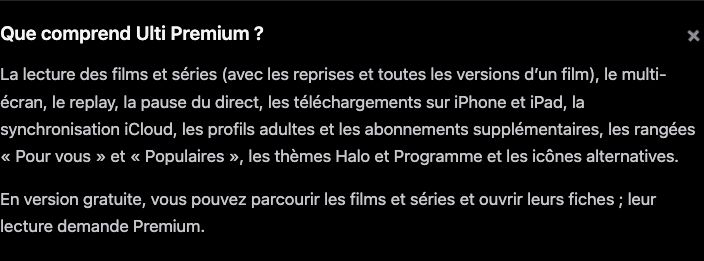 Que comprend Ulti Premium ?
La lecture des films et séries (avec les reprises et toutes les versions d’un film), le multi-
écran, le replay, la pause du direct, les téléchargements sur iPhone et iPad, la
synchronisation iCloud, les profils adultes et les abonnements supplémentaires, les rangées
« Pour vous » et « Populaires », les thèmes Halo et Programme et les icônes alternatives.
En version gratuite, vous pouvez parcourir les films et séries et ouvrir leurs fiches ; leur
lecture demande Premium.